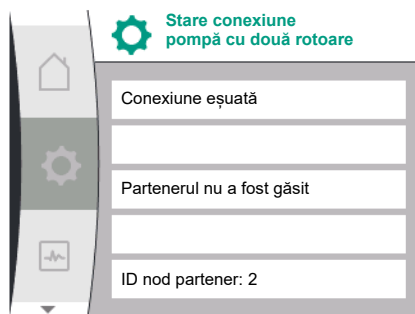 Stare conexiune
pompă cu două rotoare
Conexiune eșuată
Partenerul nu a fost găsit
ID nod partener: 2